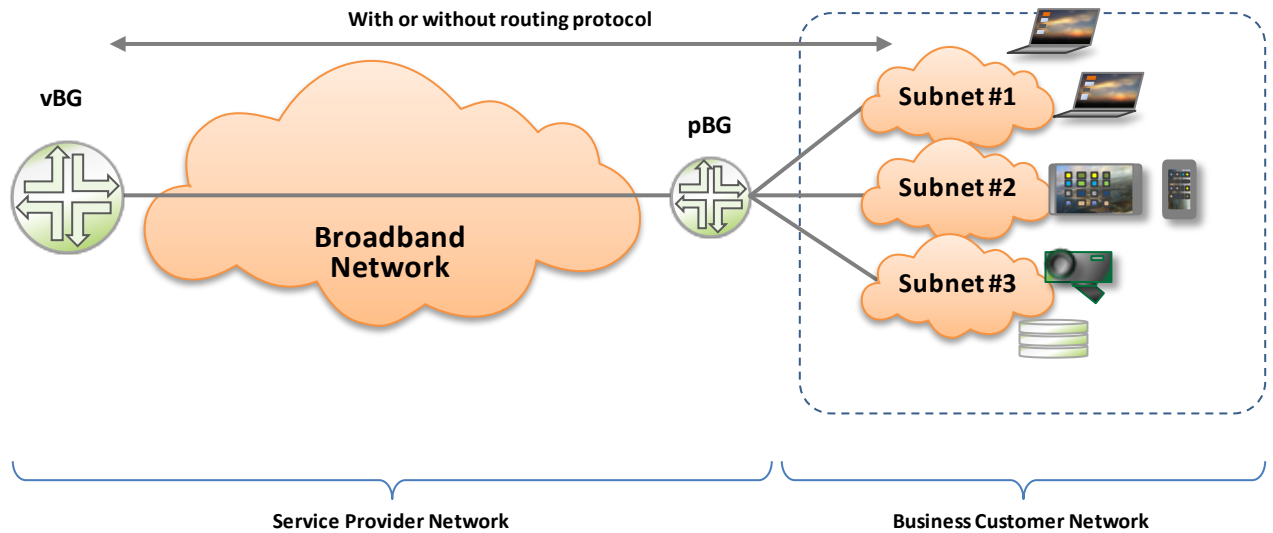 With or without routing protocol
vBG
pBG
Subnet #1
Subnet #2
Subnet #3
Broadband
Network
Service Provider Network
Business Customer Network